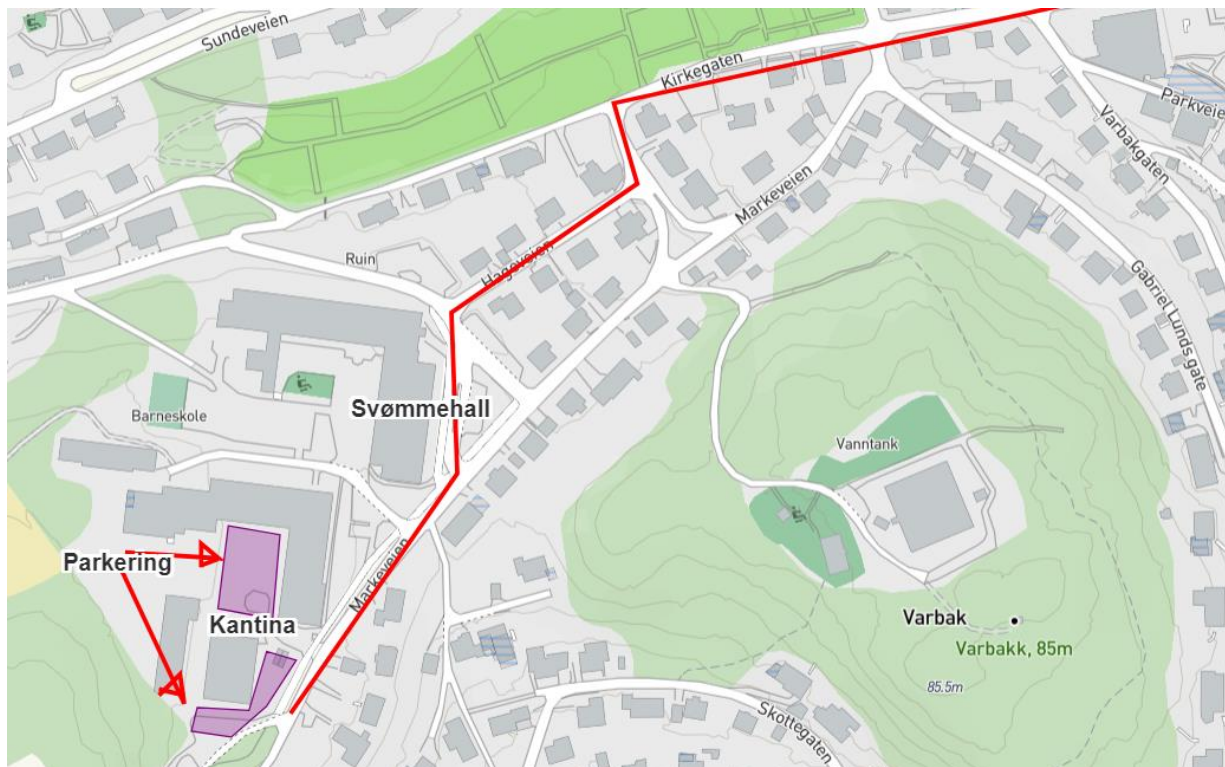 Sundeveien
Kirkegaten
Parkveien
Varbakgaten
Markeveien
Hageveien
Ruin
Gabriel Lunds gate
Svømmehall
Barneskole
Vanntank
Markeveien
Parkering
Kantina
Varbak
Varbakk, 85m
85.5m
Skottegaten